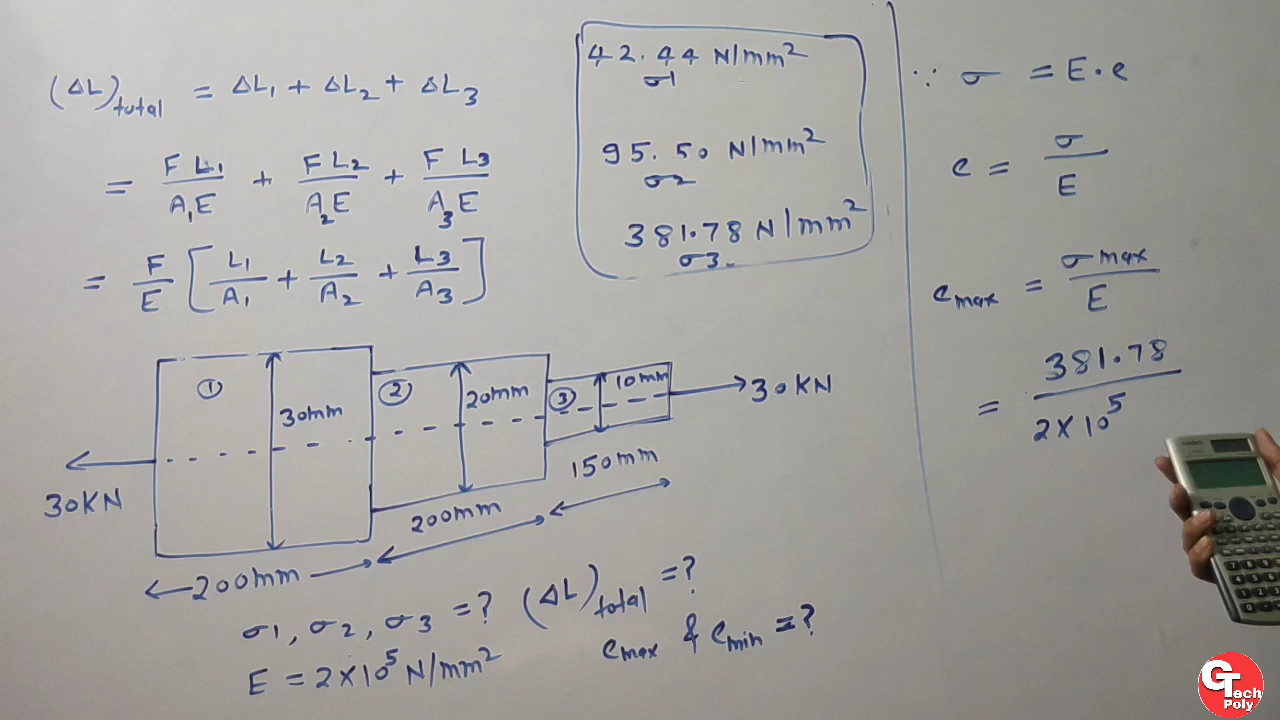 (ΔL)total = ΔL1 + ΔL2 + ΔL3
= F L1/A1E + F L2/A2E + F L3/A3E
= F/E [L1/A1 + L2/A2 + L3/A3]
42.44 N/mm²
σ1
95.50 N/mm²
σ2
381.78 N/mm²
σ3
∵ σ = E·e
e = σ/E
emax = σmax/E
= 381.78/2×10⁵
① 30mm
② 20mm
③ 10mm
30KN
30KN
200mm
200mm
150mm
σ1, σ2, σ3 = ? (ΔL)total = ?
E = 2×10⁵ N/mm²
emax & emin = ?
CASIO
GTech
Poly